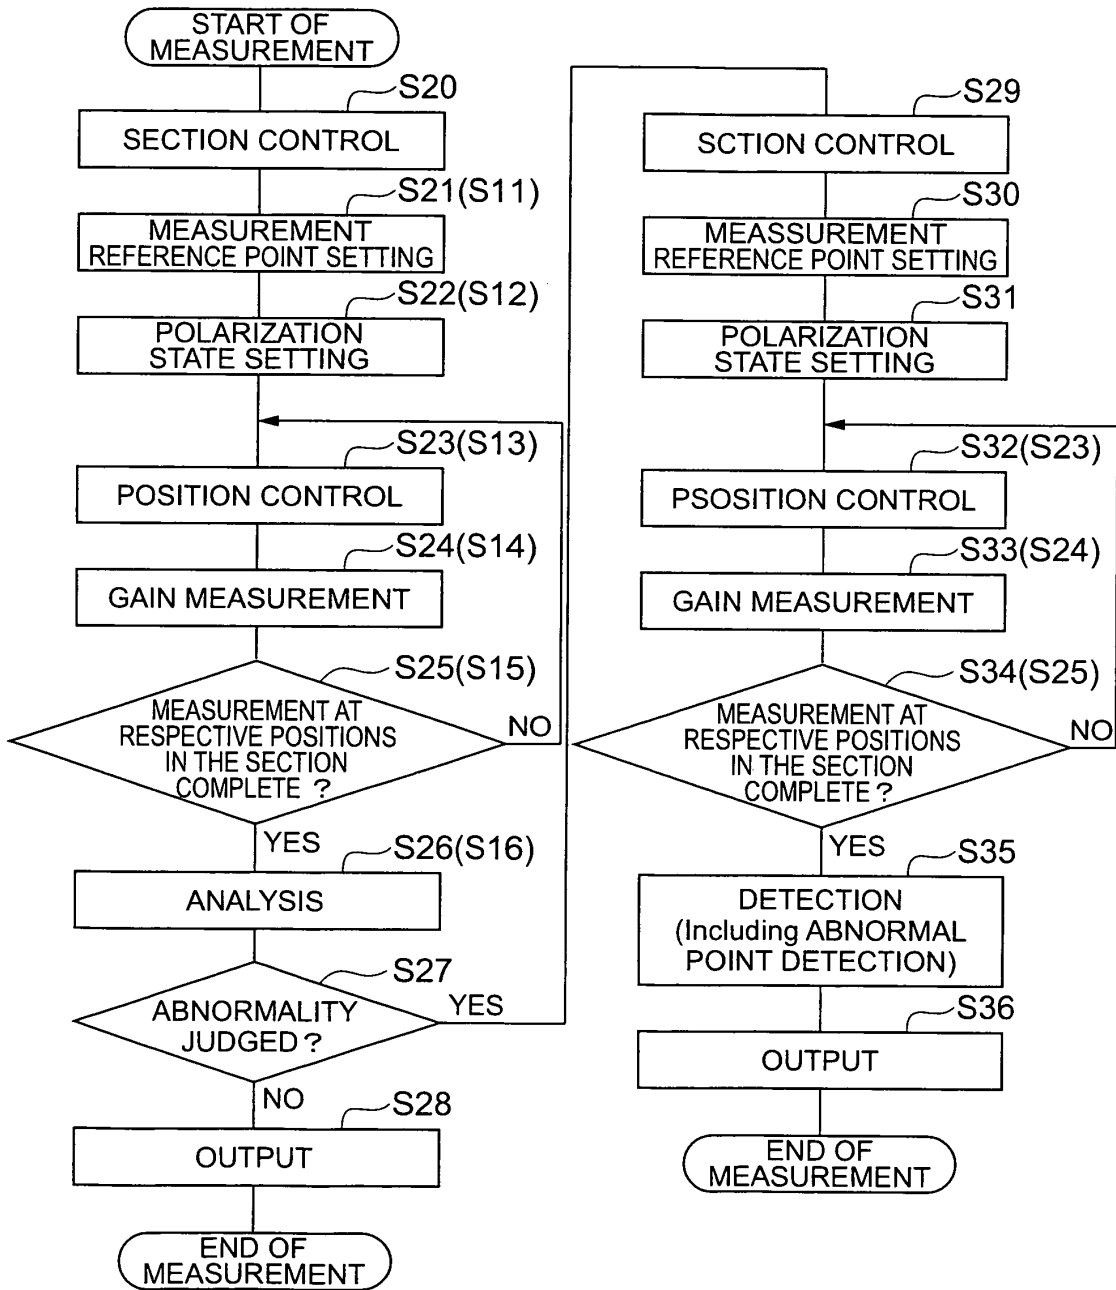 START OF
MEASUREMENT
S20
SECTION CONTROL
S21(S11)
MEASUREMENT
REFERENCE POINT SETTING
S22(S12)
POLARIZATION
STATE SETTING
S23(S13)
POSITION CONTROL
S24(S14)
GAIN MEASUREMENT
S25(S15)
MEASUREMENT AT
RESPECTIVE POSITIONS
IN THE SECTION
COMPLETE ?
NO
YES
S26(S16)
ANALYSIS
S27
ABNORMALITY
JUDGED ?
YES
NO
S28
OUTPUT
END OF
MEASUREMENT
S29
SCTION CONTROL
S30
MEASSUREMENT
REFERENCE POINT SETTING
S31
POLARIZATION
STATE SETTING
S32(S23)
PSOSITION CONTROL
S33(S24)
GAIN MEASUREMENT
S34(S25)
MEASUREMENT AT
RESPECTIVE POSITIONS
IN THE SECTION
COMPLETE ?
NO
YES
S35
DETECTION
(Including ABNORMAL
POINT DETECTION)
S36
OUTPUT
END OF
MEASUREMENT